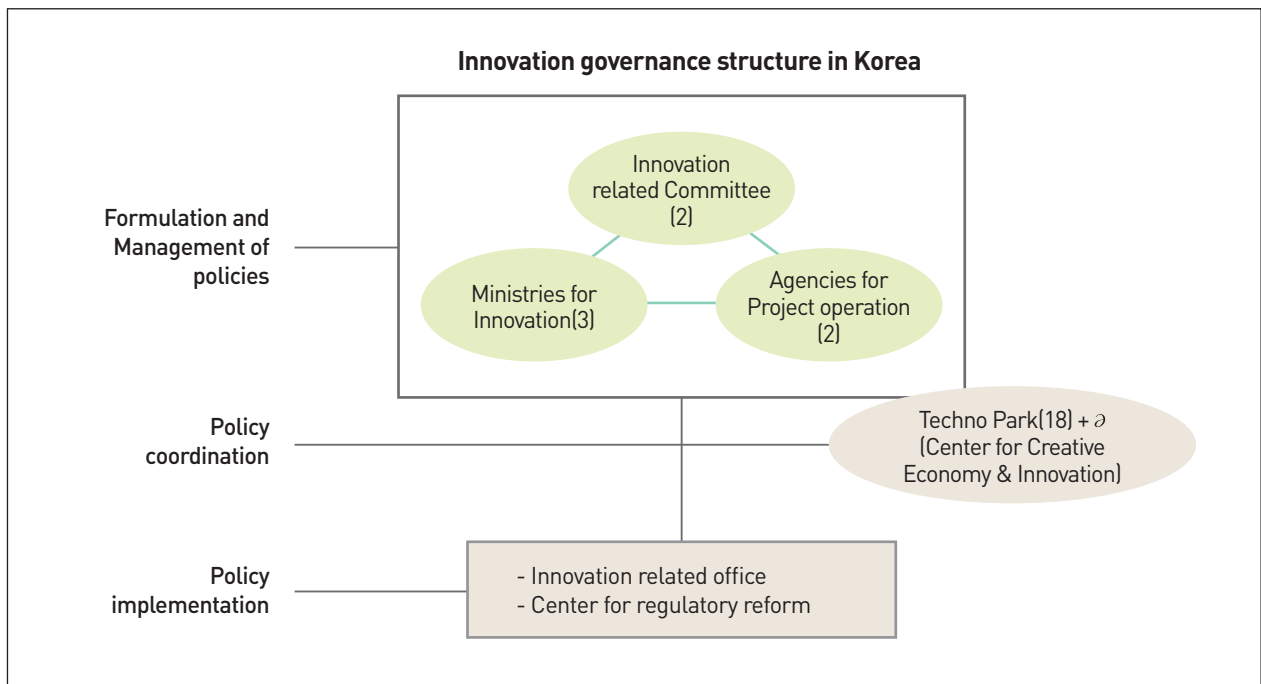 Innovation governance structure in Korea
Formulation and
Management of
policies
Innovation
related Committee
(2)
Ministries for
Innovation(3)
Agencies for
Project operation
(2)
Policy
coordination
Techno Park(18) + ∂
(Center for Creative
Economy & Innovation)
Policy
implementation
- Innovation related office
- Center for regulatory reform